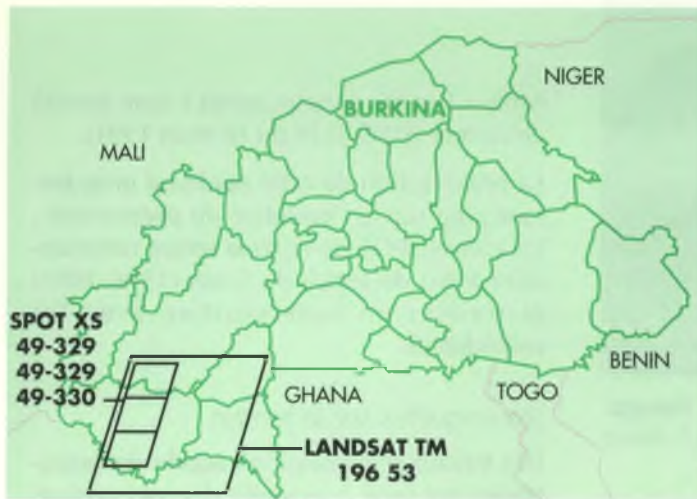 NIGER
BURKINA
MALI
SPOT XS
49-329
49-329
49-330
BENIN
GHANA
TOGO
LANDSAT TM
196 53